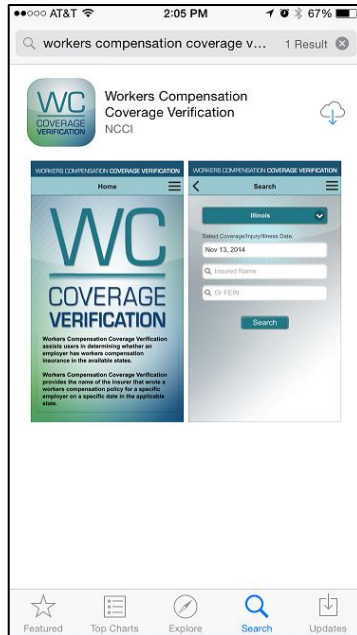 AT&T 2:05 PM 67%
workers compensation coverage v... 1 Result
WC
COVERAGE
VERIFICATION
Workers Compensation
Coverage Verification
NCCI
WORKERS COMPENSATION COVERAGE VERIFICATION
Home
WC
COVERAGE
VERIFICATION
Workers Compensation Coverage Verification
assists users in determining whether an
employer has workers compensation
insurance in the available states.
Workers Compensation Coverage Verification
provides the name of the insurer that wrote a
workers compensation policy for a specific
employer on a specific date in the applicable
state.
WORKERS COMPENSATION COVERAGE VERIFICATION
Search
Illinois
Select Coverage/Injury/Illness Date:
Nov 13, 2014
Insured Name
Or FEIN
Search
Featured Top Charts Explore Search Updates